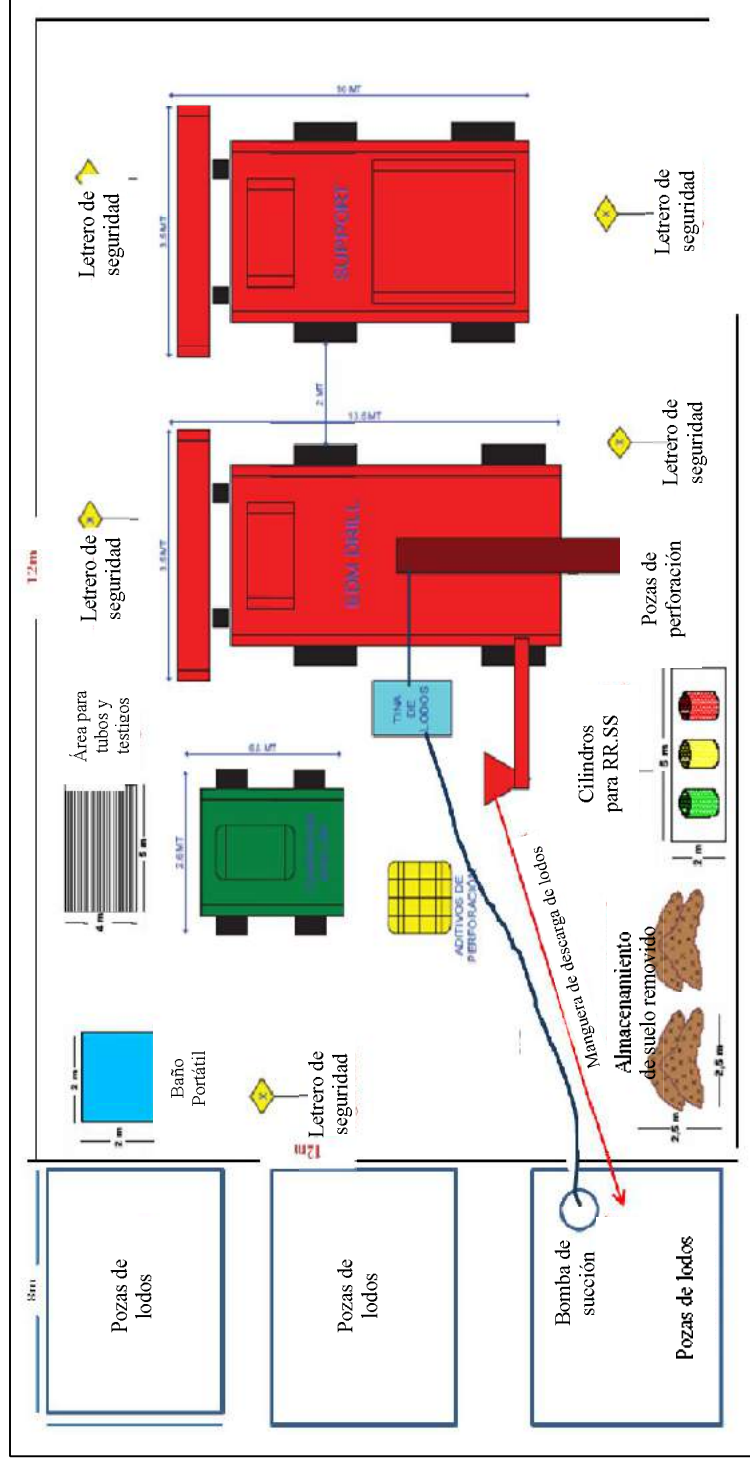 10 MT
3.5MT
Letrero de
seguridad
SUPPORT
Letrero de
seguridad
2 MT
13.5MT
3.5MT
12m
Letrero de
seguridad
EDM DRILL
Letrero de
seguridad
Pozas de
perforación
Área para
tubos y
testigos
5 m
4 m
2.6MT
TINA
DE
LODOS
Cilindros
para RR.SS
5 m
2 m
ADITIVOS DE
PERFORACIÓN
Manguera de descarga de lodos
Almacenamiento
de suelo removido
2,5 m
2,5 m
2 m
2 m
Baño
Portátil
X
Letrero de
seguridad
12m
8m
Pozas de
lodos
Pozas de
lodos
Bomba de
succión
Pozas de lodos